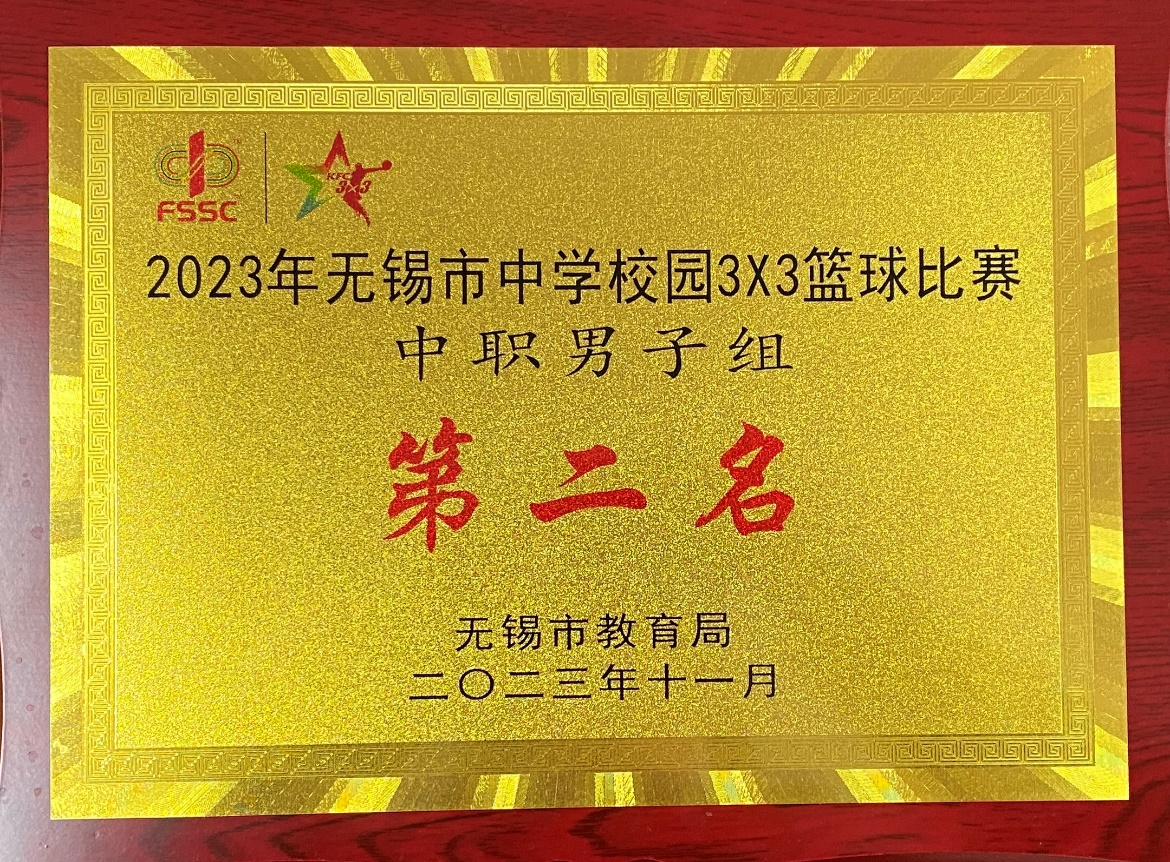 FSSC
KFC
3X3
2023年无锡市中学校园3X3篮球比赛
中职男子组
第二名
无锡市教育局
二〇二三年十一月